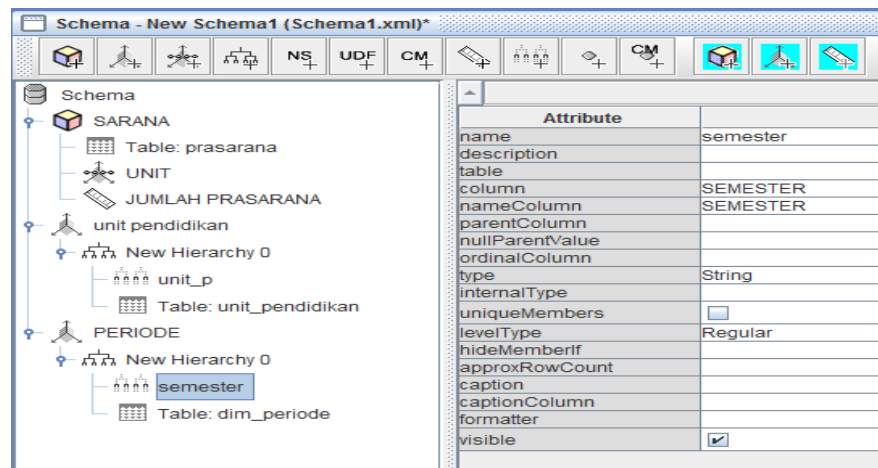 Schema - New Schema1 (Schema1.xml)*
NS UDF CM CM
Schema
SARANA
Table: prasarana
UNIT
JUMLAH PRASARANA
unit pendidikan
New Hierarchy 0
unit_p
Table: unit_pendidikan
PERIODE
New Hierarchy 0
semester
Table: dim_periode
Attribute
name semester
description
table
column SEMESTER
nameColumn SEMESTER
parentColumn
nullParentValue
ordinalColumn
type String
internalType
uniqueMembers
levelType Regular
hideMemberIf
approxRowCount
caption
captionColumn
formatter
visible